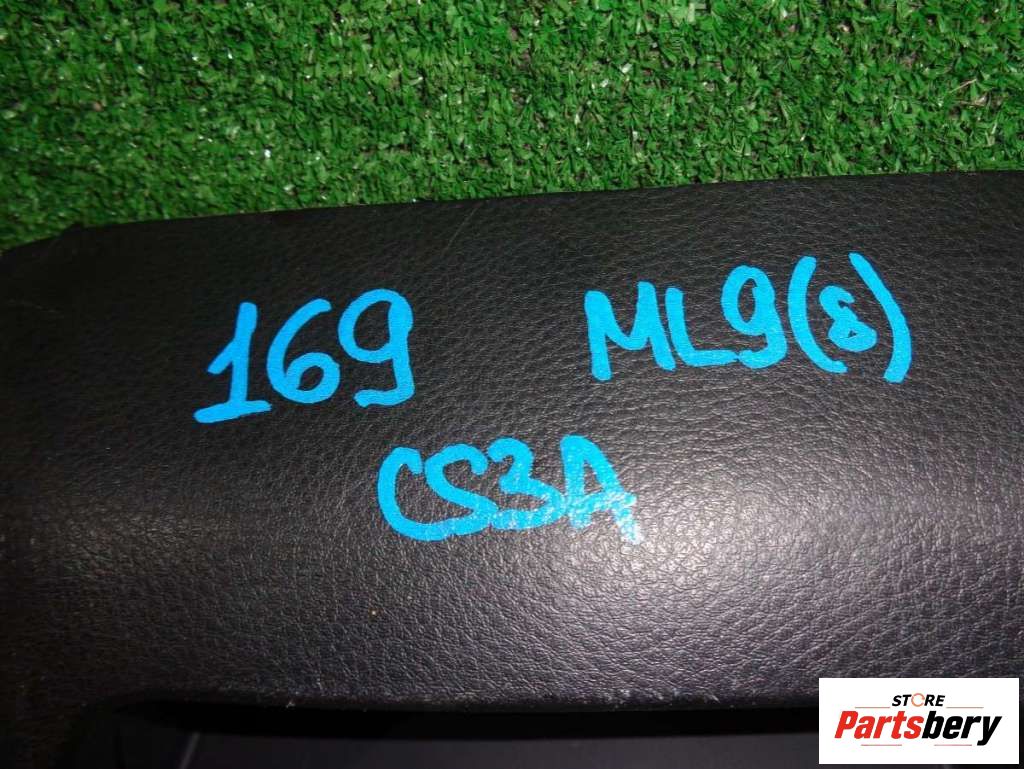 169 ML9(8)
CS3A
STORE
Partsbery